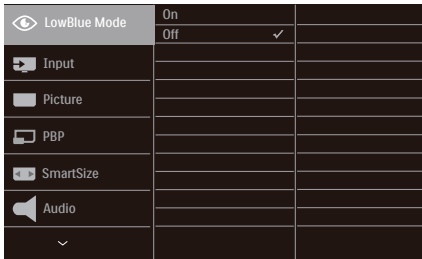 LowBlue Mode
On
Off
Input
Picture
PBP
SmartSize
Audio